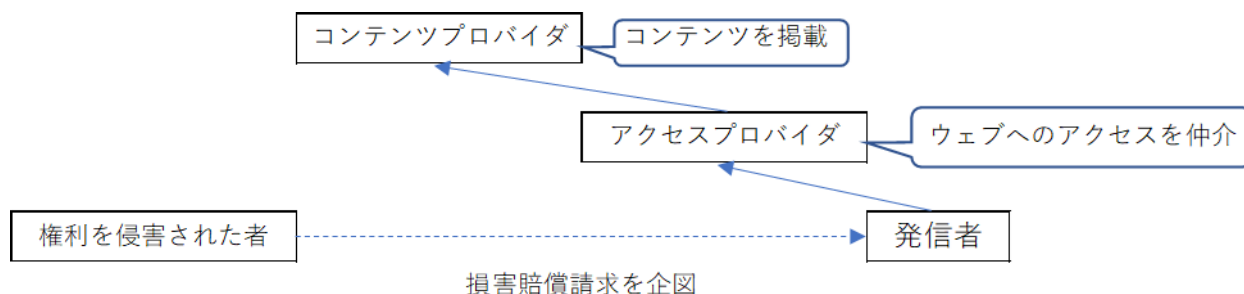 コンテンツプロバイダ
コンテンツを掲載
アクセスプロバイダ
ウェブへのアクセスを仲介
権利を侵害された者
発信者
損害賠償請求を企図